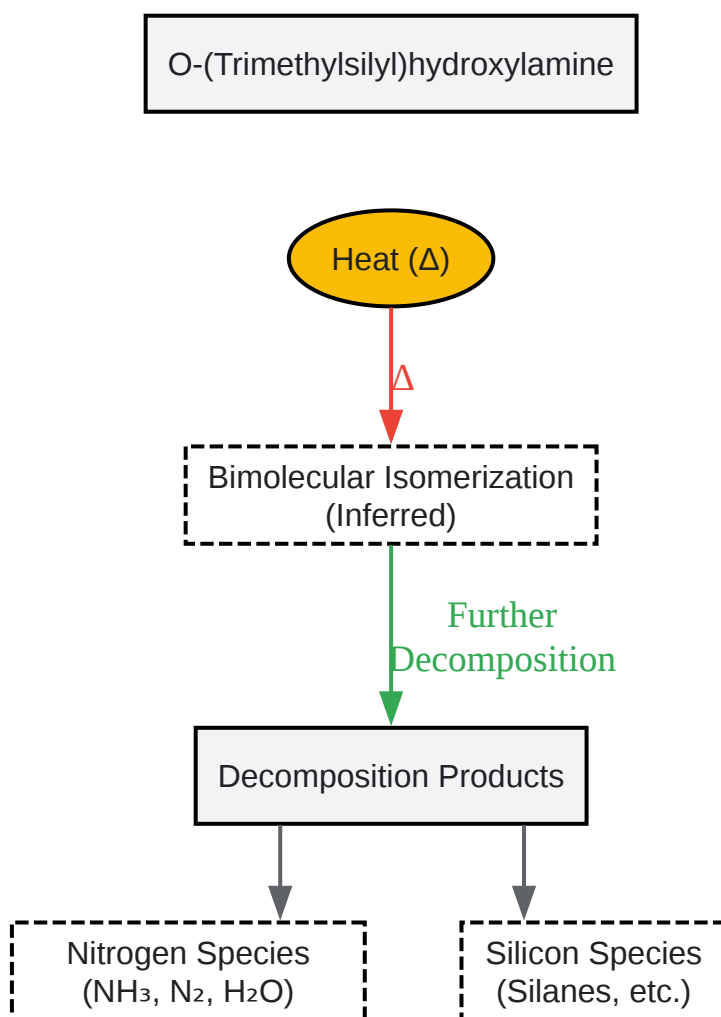 O-(Trimethylsilyl)hydroxylamine
Heat (Δ)
Δ
Bimolecular Isomerization
(Inferred)
Further
Decomposition
Decomposition Products
Nitrogen Species
(NH₃, N₂, H₂O)
Silicon Species
(Silanes, etc.)